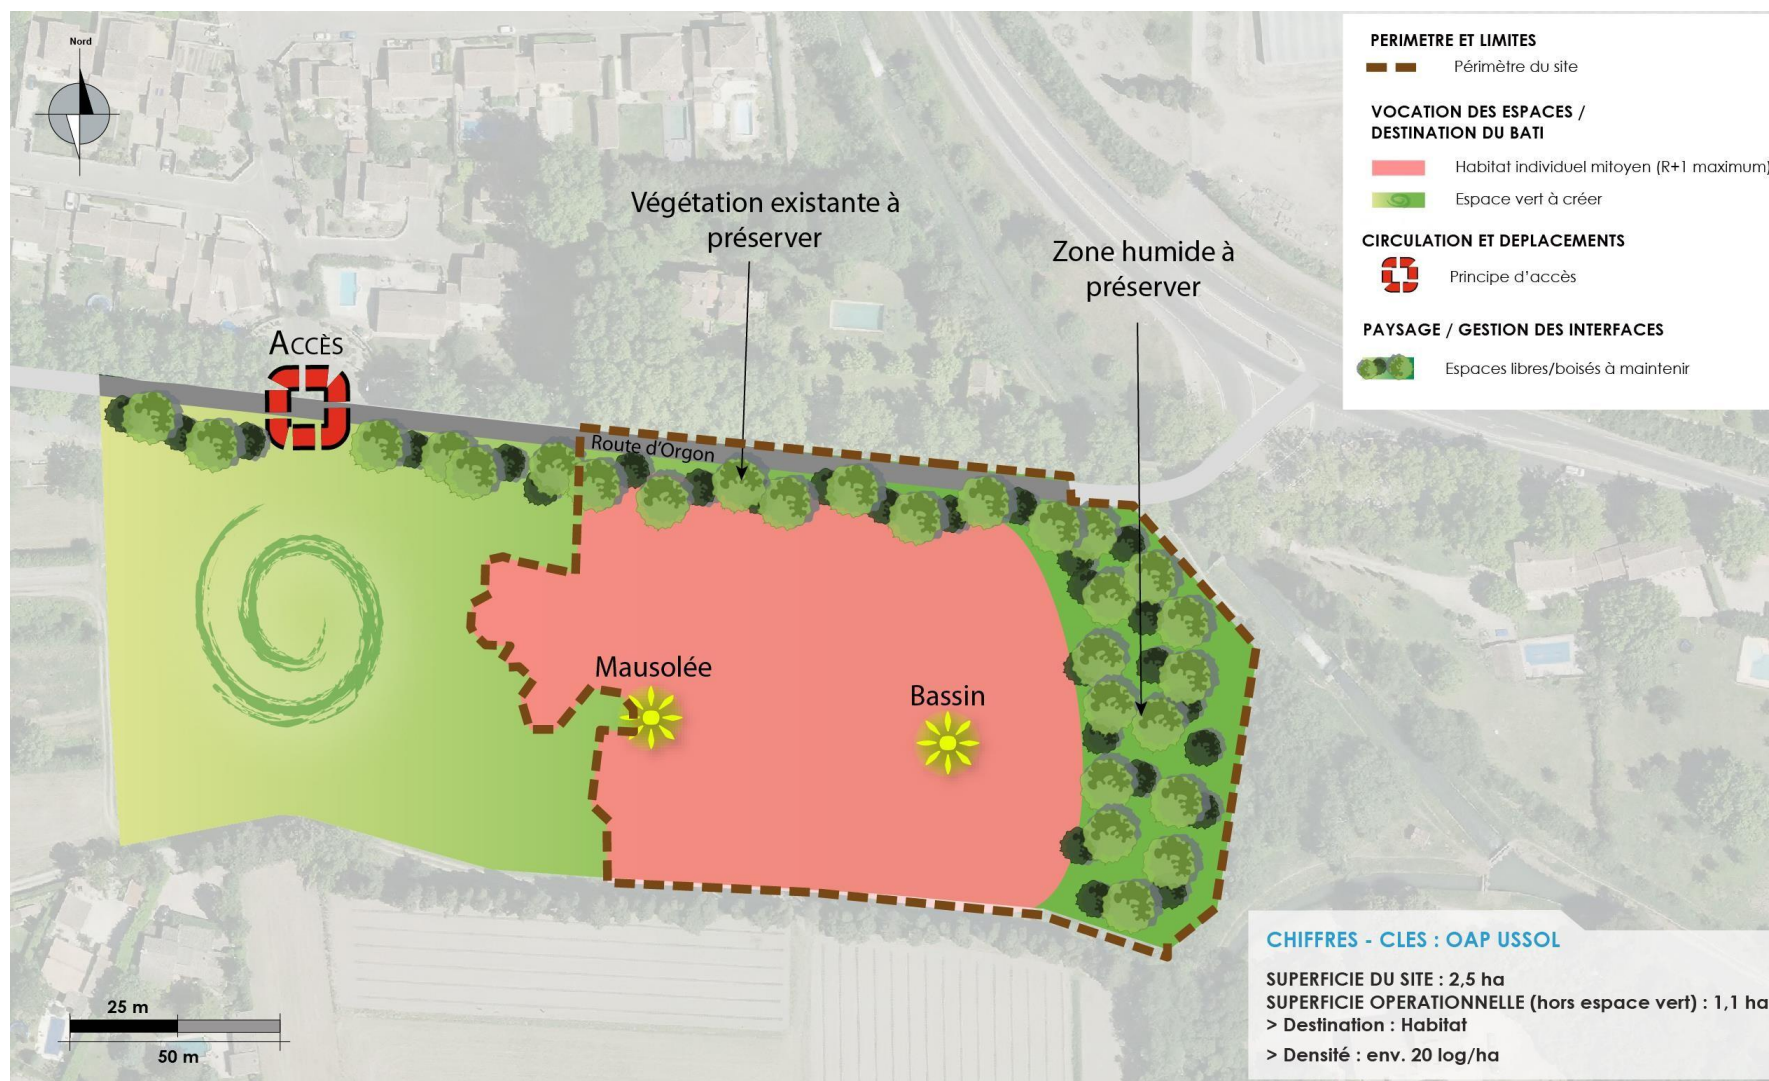 Nord
PERIMETRE ET LIMITES
Périmètre du site
VOCATION DES ESPACES /
DESTINATION DU BATI
Habitat individuel mitoyen (R+1 maximum)
Espace vert à créer
CIRCULATION ET DEPLACEMENTS
Principe d'accès
PAYSAGE / GESTION DES INTERFACES
Espaces libres/boisés à maintenir
Végétation existante à
préserver
Zone humide à
préserver
ACCÈS
Route d'Orgon
Mausolée
Bassin
25 m
50 m
CHIFFRES - CLES : OAP USSOL
SUPERFICIE DU SITE : 2,5 ha
SUPERFICIE OPERATIONNELLE (hors espace vert) : 1,1 ha
> Destination : Habitat
> Densité : env. 20 log/ha